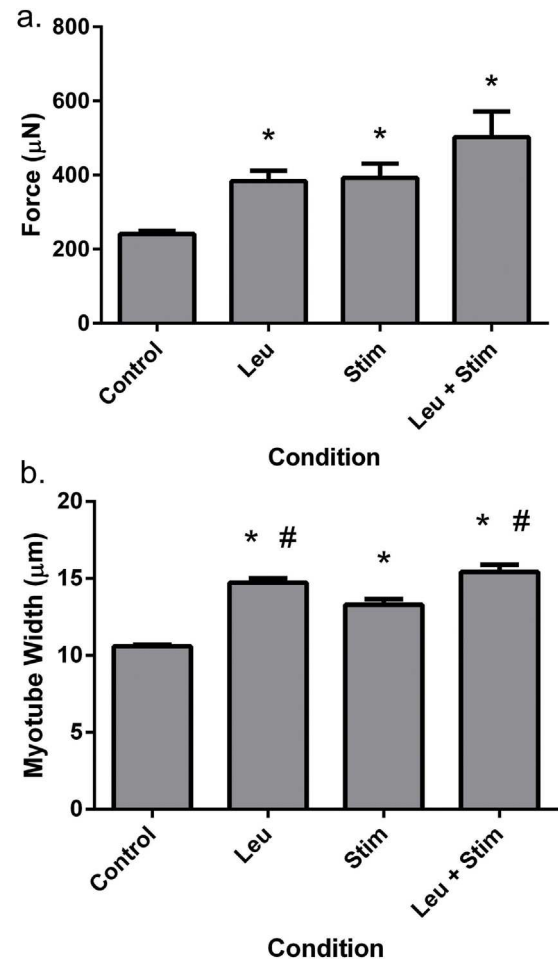 a.
800
600
400
200
0
Force (μN)
*
*
*
Control
Leu
Stim
Leu + Stim
Condition
b.
20
15
10
5
0
Myotube Width (μm)
* #
*
* #
Control
Leu
Stim
Leu + Stim
Condition